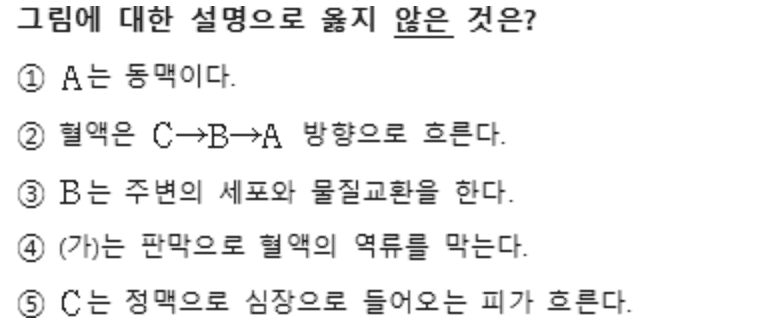 그림에 대한 설명으로 옳지 않은 것은?
① A는 동맥이다.
② 혈액은 C→B→A 방향으로 흐른다.
③ B는 주변의 세포와 물질교환을 한다.
④ (가)는 판막으로 혈액의 역류를 막는다.
⑤ C는 정맥으로 심장으로 들어오는 피가 흐른다.